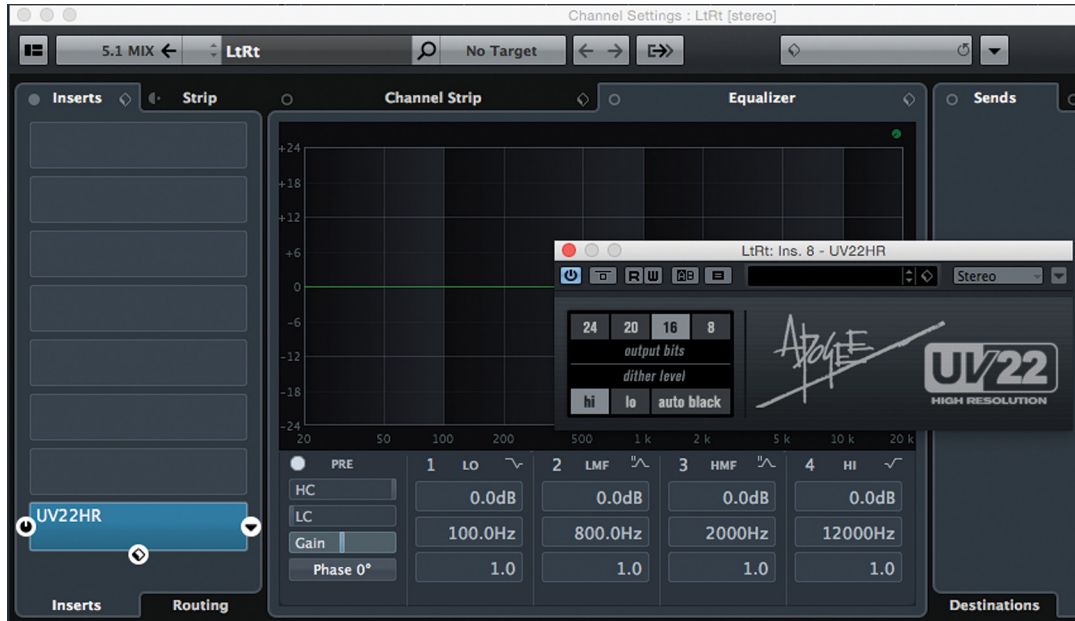 Channel Settings : LtRt [stereo]
5.1 MIX ← LtRt No Target
Inserts Strip Channel Strip Equalizer Sends
+24
+18
+12
+6
0
-6
-12
-18
-24
20 50 100 200 500 1 k 2 k 5 k 10 k 20 k
LtRt: Ins. 8 - UV22HR
R W AB Stereo
24 20 16 8
output bits
dither level
hi lo auto black
APOGEE
UV22
HIGH RESOLUTION
PRE 1 LO 2 LMF 3 HMF 4 HI
HC 0.0dB 0.0dB 0.0dB 0.0dB
LC
Gain 100.0Hz 800.0Hz 2000Hz 12000Hz
Phase 0° 1.0 1.0 1.0 1.0
UV22HR
Inserts Routing Destinations